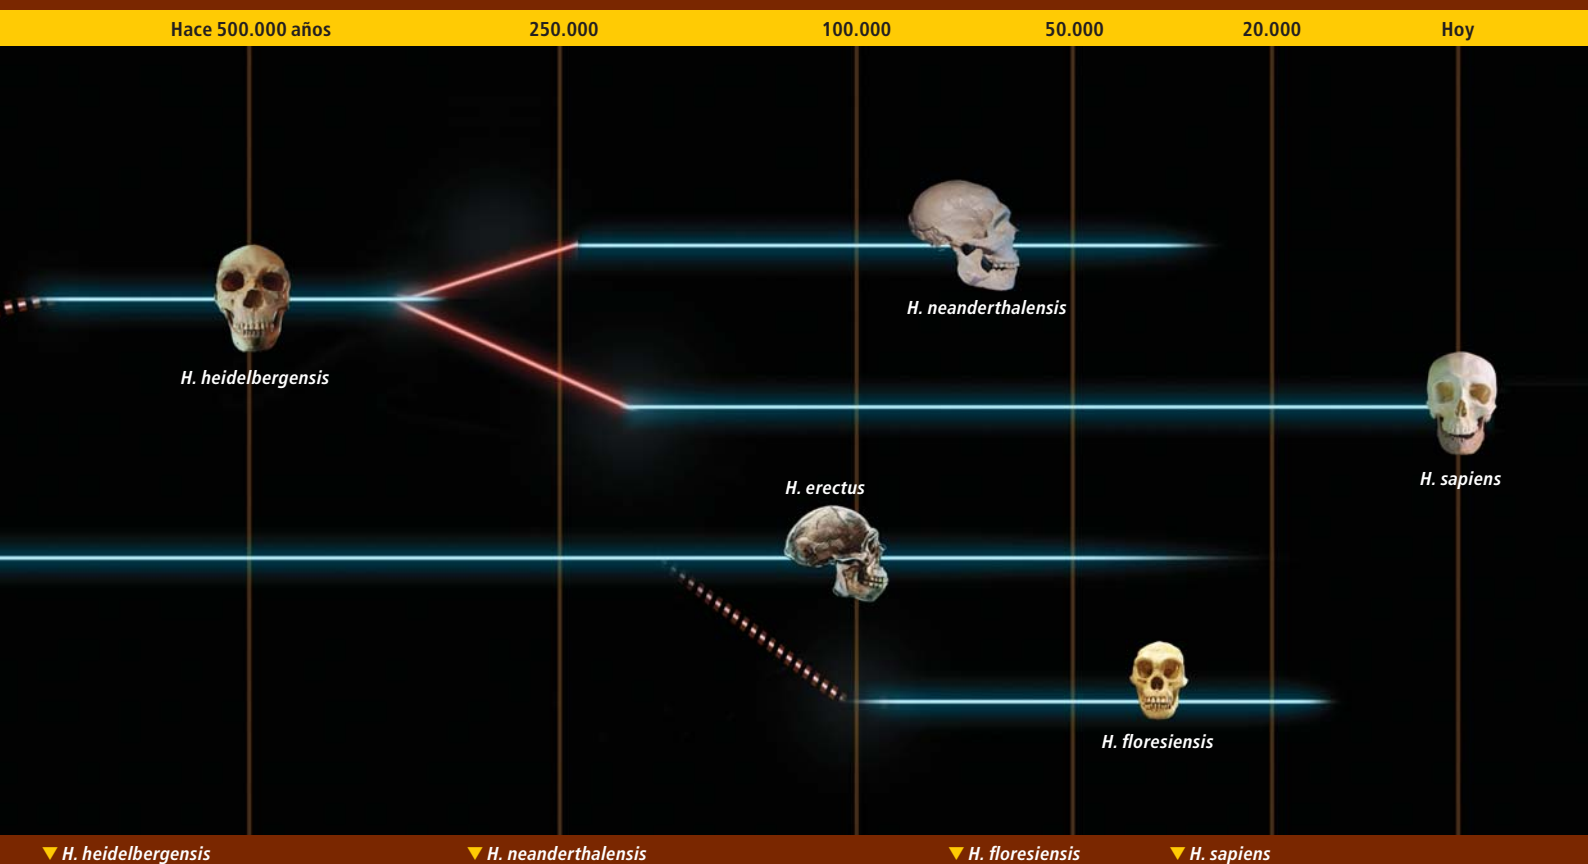 Hace 500.000 años 250.000 100.000 50.000 20.000 Hoy
H. neanderthalensis
H. heidelbergensis
H. sapiens
H. erectus
H. floresiensis
▼ H. heidelbergensis ▼ H. neanderthalensis ▼ H. floresiensis ▼ H. sapiens